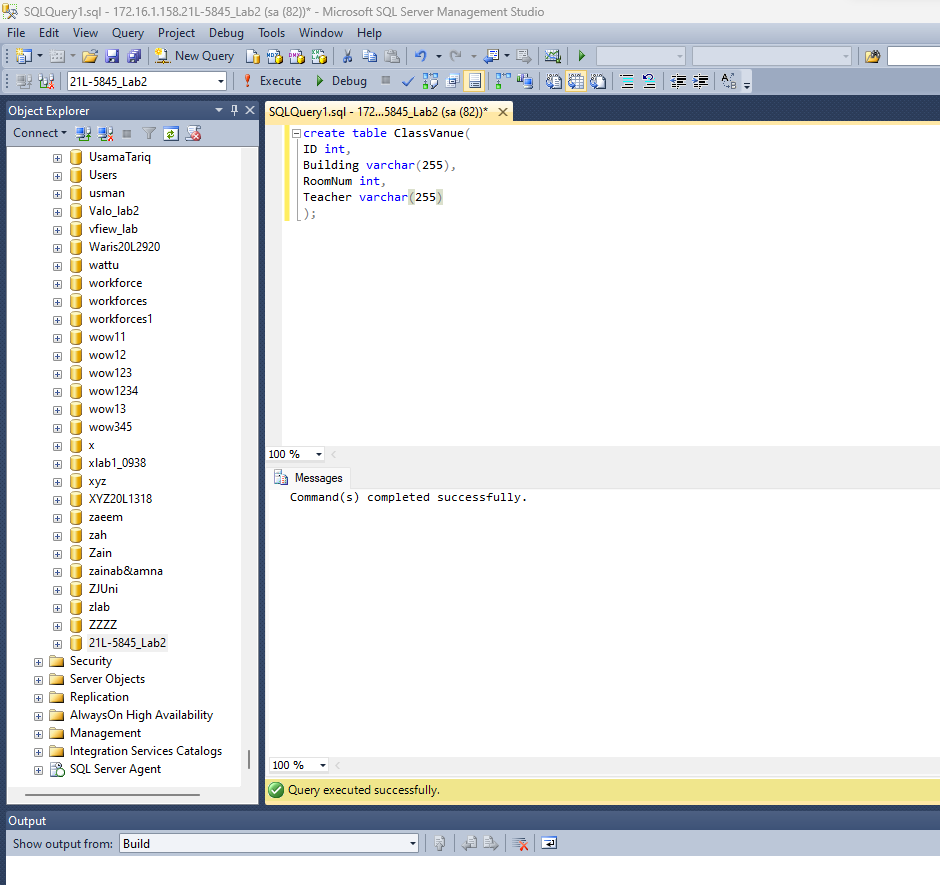 SQLQuery1.sql - 172.16.1.158.21L-5845_Lab2 (sa (82))* - Microsoft SQL Server Management Studio
File Edit View Query Project Debug Tools Window Help
New Query
21L-5845_Lab2 Execute Debug
Object Explorer
Connect
UsamaTariq
Users
usman
Valo_lab2
vfiew_lab
Waris20L2920
wattu
workforce
workforces
workforces1
wow11
wow12
wow123
wow1234
wow13
wow345
x
xlab1_0938
xyz
XYZ20L1318
zaeem
zah
Zain
zainab&amna
ZJUni
zlab
ZZZZ
21L-5845_Lab2
Security
Server Objects
Replication
AlwaysOn High Availability
Management
Integration Services Catalogs
SQL Server Agent
SQLQuery1.sql - 172...5845_Lab2 (sa (82))*
create table ClassVanue(
ID int,
Building varchar(255),
RoomNum int,
Teacher varchar(255)
);
100 %
Messages
Command(s) completed successfully.
100 %
Query executed successfully.
Output
Show output from: Build